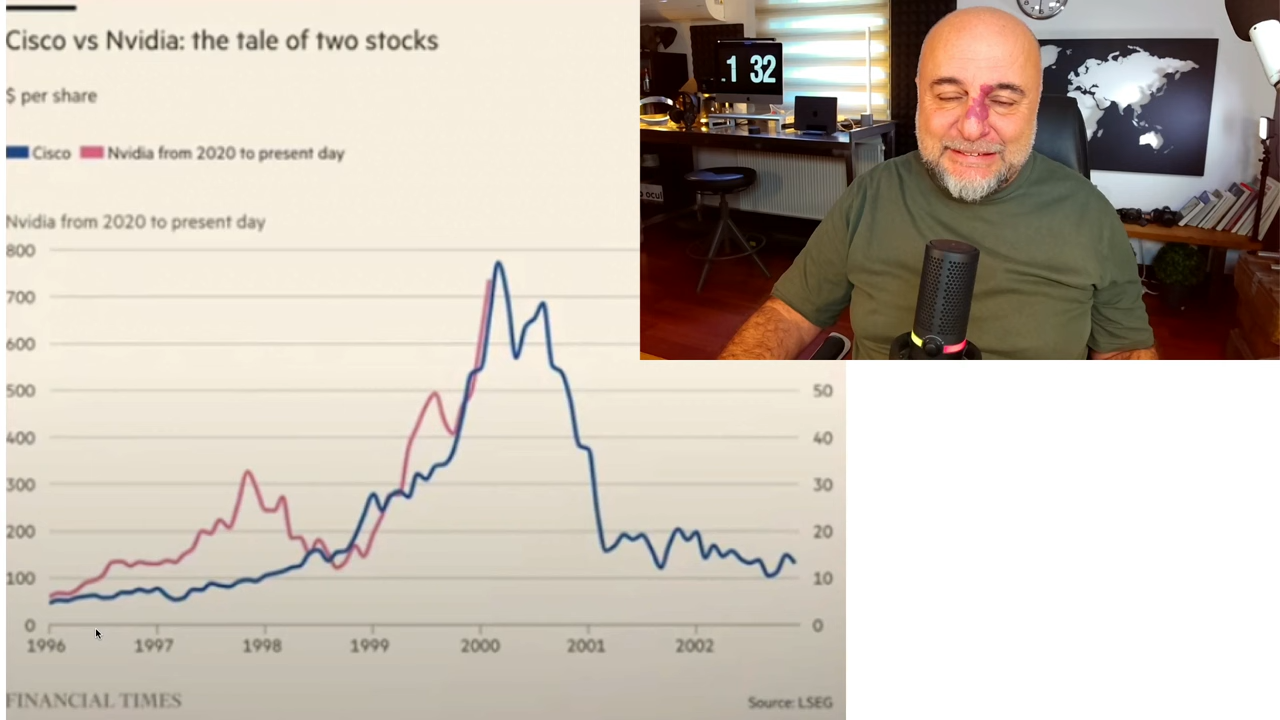 Cisco vs Nvidia: the tale of two stocks
$ per share
Cisco Nvidia from 2020 to present day
Nvidia from 2020 to present day
800
700
600
500 50
400 40
300 30
200 20
100 10
0 0
1996 1997 1998 1999 2000 2001 2002
FINANCIAL TIMES
Source: LSEG
.1 32